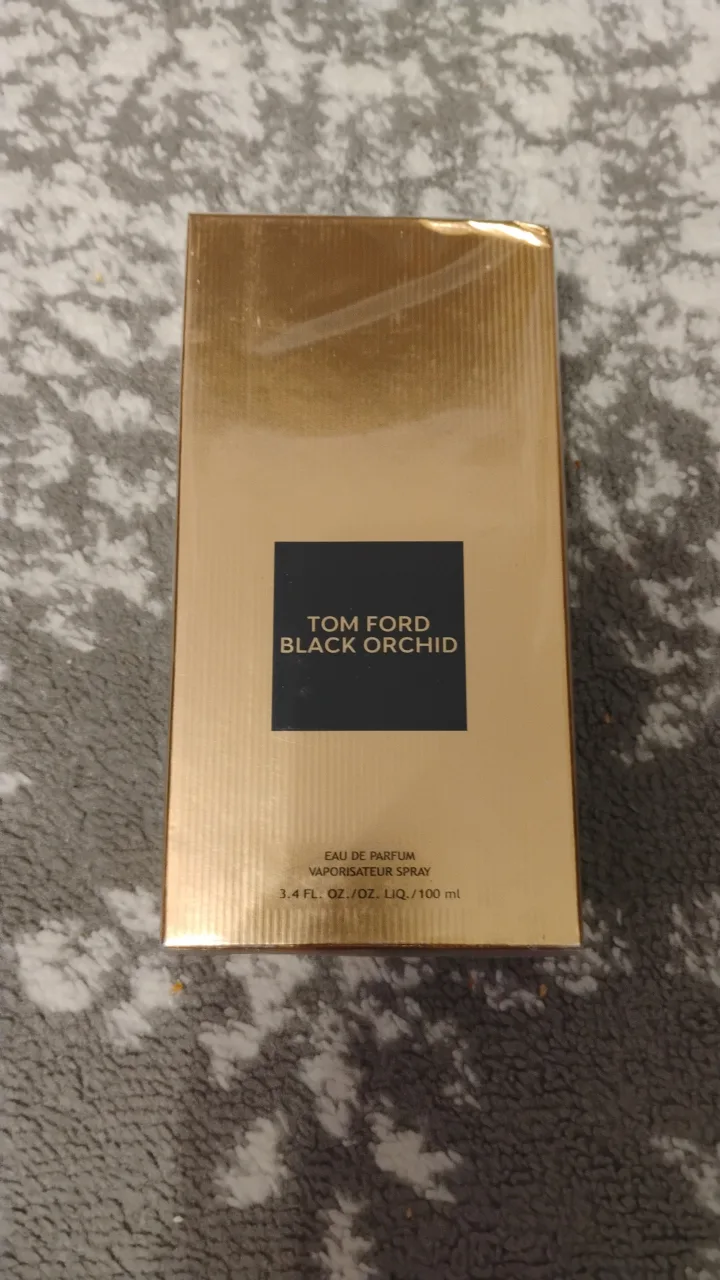 TOM FORD
BLACK ORCHID
EAU DE PARFUM
VAPORISATEUR SPRAY
3.4 FL. OZ./OZ. LIQ./100 ml